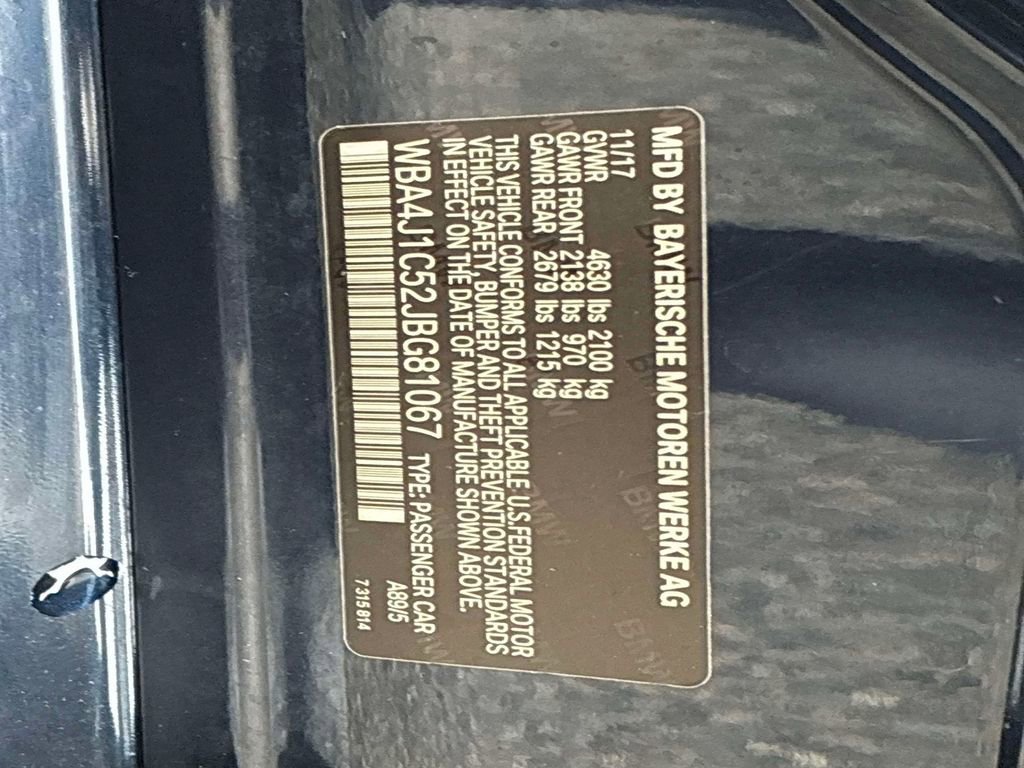 MFD BY BAYERISCHE MOTOREN WERKE AG
11/17
GVWR 4630 lbs 2100 kg
GAWR FRONT 2138 lbs 970 kg
GAWR REAR 2679 lbs 1215 kg
THIS VEHICLE CONFORMS TO ALL APPLICABLE U.S.FEDERAL MOTOR
VEHICLE SAFETY, BUMPER AND THEFT PREVENTION STANDARDS
IN EFFECT ON THE DATE OF MANUFACTURE SHOWN ABOVE.
WBA4J1C52JBG81067 TYPE: PASSENGER CAR
A89/5
7315814